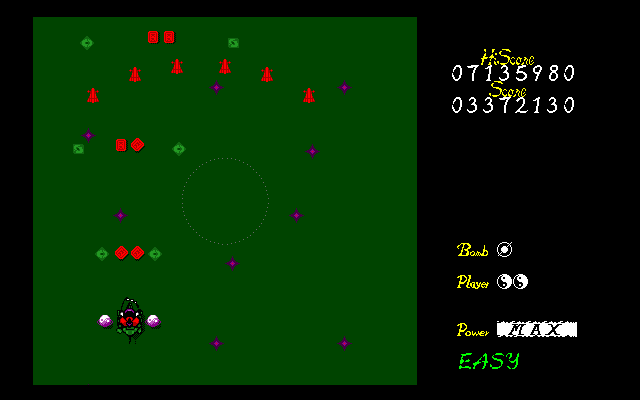 HiScore
07135980
Score
03372130
Bomb
Player
Power MAX
EASY